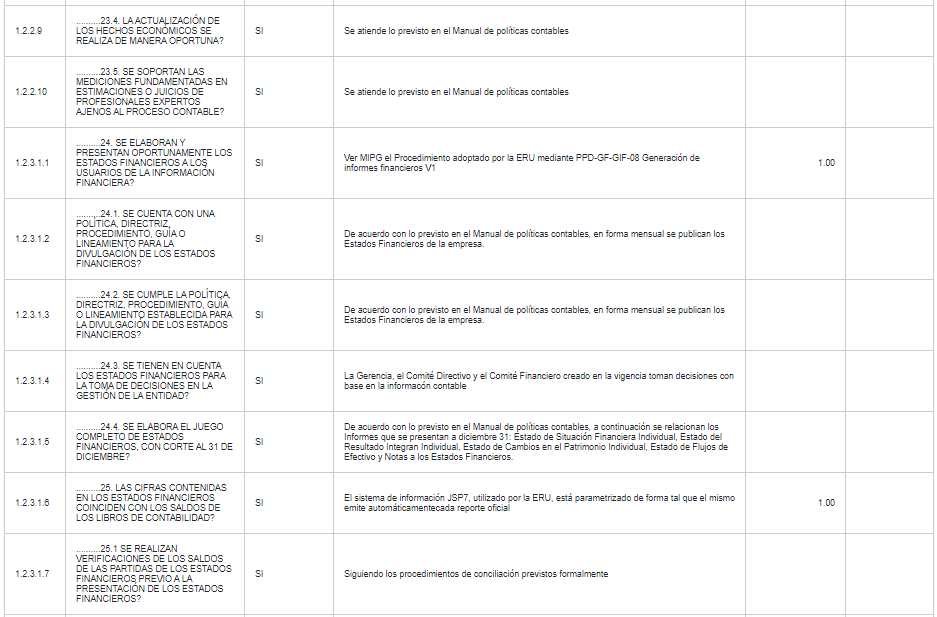 1.2.2.9
..........23.4. LA ACTUALIZACIÓN DE
LOS HECHOS ECONÓMICOS SE
REALIZA DE MANERA OPORTUNA?
SI
Se atiende lo previsto en el Manual de políticas contables
1.2.2.10
..........23.5. SE SOPORTAN LAS
MEDICIONES FUNDAMENTADAS EN
ESTIMACIONES O JUICIOS DE
PROFESIONALES EXPERTOS
AJENOS AL PROCESO CONTABLE?
SI
Se atiende lo previsto en el Manual de políticas contables
1.2.3.1.1
..........24. SE ELABORAN Y
PRESENTAN OPORTUNAMENTE LOS
ESTADOS FINANCIEROS A LOS
USUARIOS DE LA INFORMACIÓN
FINANCIERA?
SI
Ver MIPG el Procedimiento adoptado por la ERU mediante PPD-GF-GIF-08 Generación de
informes financieros V1
1.00
1.2.3.1.2
..........24.1. SE CUENTA CON UNA
POLÍTICA, DIRECTRIZ,
PROCEDIMIENTO, GUÍA O
LINEAMIENTO PARA LA
DIVULGACIÓN DE LOS ESTADOS
FINANCIEROS?
SI
De acuerdo con lo previsto en el Manual de políticas contables, en forma mensual se publican los
Estados Financieros de la empresa.
1.2.3.1.3
..........24.2. SE CUMPLE LA POLÍTICA,
DIRECTRIZ, PROCEDIMIENTO, GUÍA
O LINEAMIENTO ESTABLECIDA PARA
LA DIVULGACIÓN DE LOS ESTADOS
FINANCIEROS?
SI
De acuerdo con lo previsto en el Manual de políticas contables, en forma mensual se publican los
Estados Financieros de la empresa.
1.2.3.1.4
..........24.3. SE TIENEN EN CUENTA
LOS ESTADOS FINANCIEROS PARA
LA TOMA DE DECISIONES EN LA
GESTIÓN DE LA ENTIDAD?
SI
La Gerencia, el Comité Directivo y el Comité Financiero creado en la vigencia toman decisiones con
base en la informacón contable
1.2.3.1.5
..........24.4. SE ELABORA EL JUEGO
COMPLETO DE ESTADOS
FINANCIEROS, CON CORTE AL 31 DE
DICIEMBRE?
SI
De acuerdo con lo previsto en el Manual de políticas contables, a continuación se relacionan los
Informes que se presentan a diciembre 31: Estado de Situación Financiera Individual, Estado del
Resultado Integran Individual, Estado de Cambios en el Patrimonio Individual, Estado de Flujos de
Efectivo y Notas a los Estados Financieros.
1.2.3.1.6
..........25. LAS CIFRAS CONTENIDAS
EN LOS ESTADOS FINANCIEROS
COINCIDEN CON LOS SALDOS DE
LOS LIBROS DE CONTABILIDAD?
SI
El sistema de información JSP7, utilizado por la ERU, está parametrizado de forma tal que el mismo
emite automáticamentecada reporte oficial
1.00
1.2.3.1.7
..........25.1 SE REALIZAN
VERIFICACIONES DE LOS SALDOS
DE LAS PARTIDAS DE LOS ESTADOS
FINANCIEROS PREVIO A LA
PRESENTACIÓN DE LOS ESTADOS
FINANCIEROS?
SI
Siguiendo los procedimientos de conciliación previstos formalmente